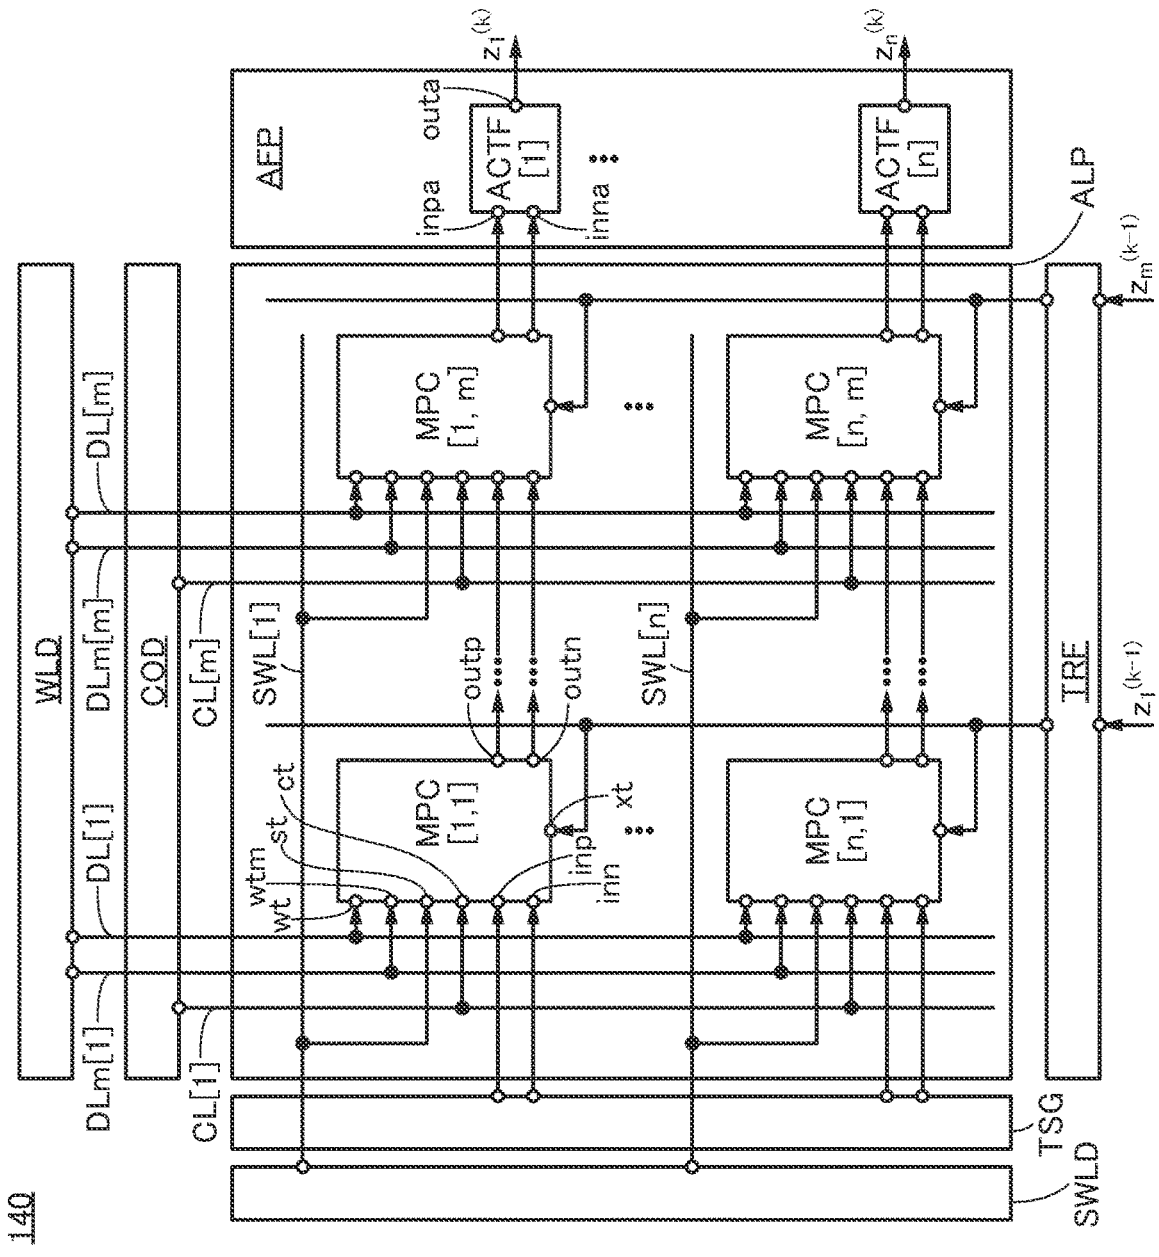 140
WLD
DLm[1]
DL[1]
DLm[m]
DL[m]
COD
CL[1]
CL[m]
SWL[1]
AFP
wt
wtm
st
ct
MPC
[1,1]
outp
MPC
[1, m]
inpa
outa
ACTF
[1]
z1(k)
inp
inn
xt
outn
inna
SWL[n]
MPC
[n,1]
MPC
[n, m]
ACTF
[n]
zn(k)
SWLD
TSG
TRE
ALP
z1(k-1)
zm(k-1)